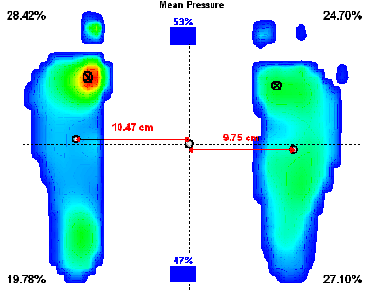 Mean Pressure
28.42%
53%
24.70%
10.47 cm
9.75 cm
19.78%
47%
27.10%